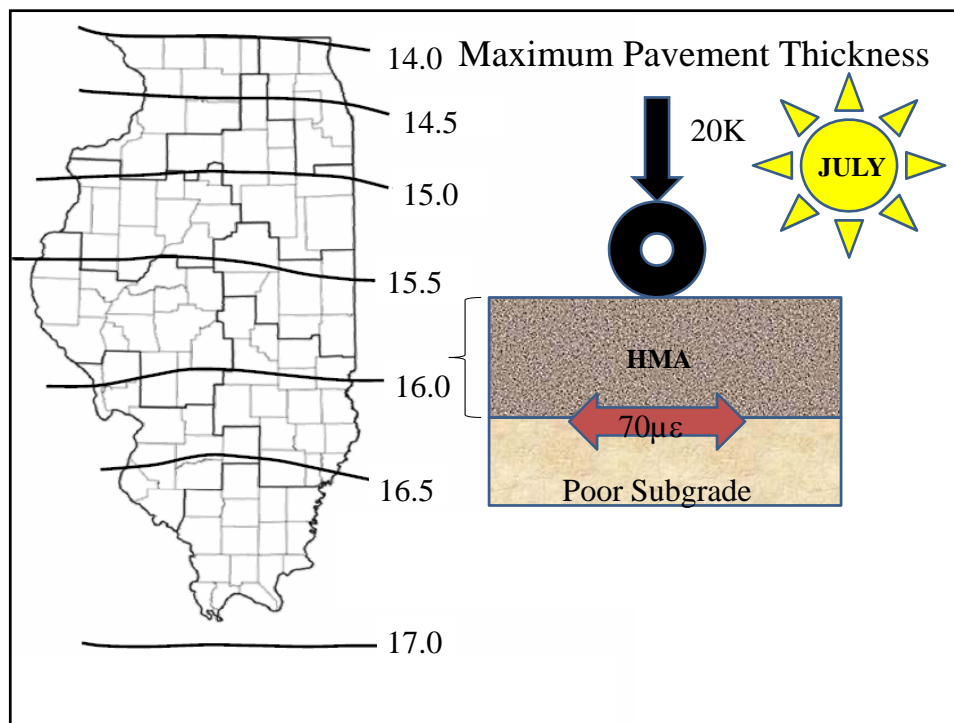 Maximum Pavement Thickness
14.0
14.5
15.0
15.5
16.0
16.5
17.0
20K
JULY
HMA
70με
Poor Subgrade